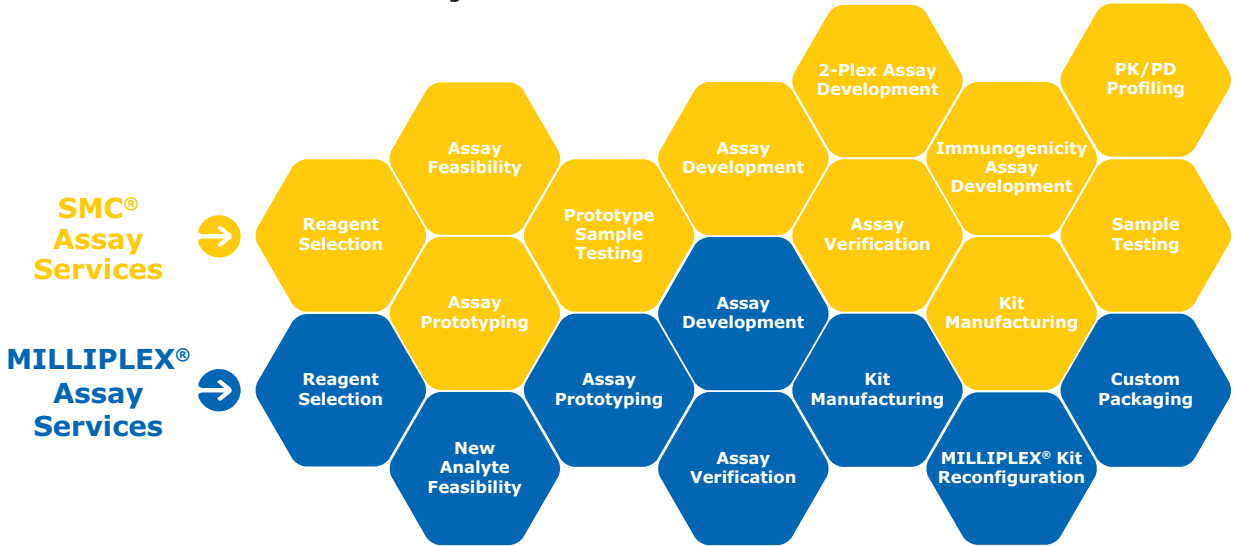 SMC®
Assay
Services
Reagent
Selection
Assay
Feasibility
Assay
Prototyping
Prototype
Sample
Testing
Assay
Development
2-Plex Assay
Development
Assay
Verification
Immunogenicity
Assay
Development
Kit
Manufacturing
PK/PD
Profiling
Sample
Testing
MILLIPLEX®
Assay
Services
Reagent
Selection
New
Analyte
Feasibility
Assay
Prototyping
Assay
Development
Assay
Verification
Kit
Manufacturing
MILLIPLEX® Kit
Reconfiguration
Custom
Packaging